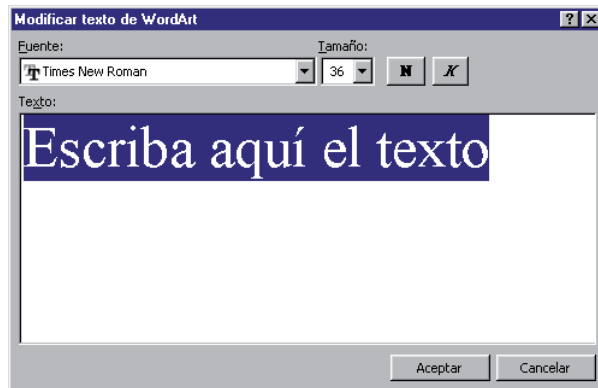 Modificar texto de WordArt
Fuente: Tamaño:
Times New Roman 36 N K
Texto:
Escriba aquí el texto
Aceptar Cancelar